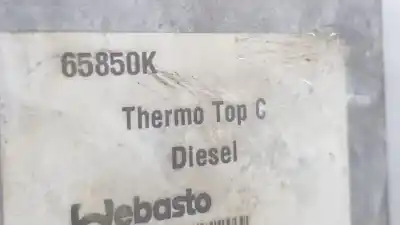 65850K
Thermo Top C
Diesel
Webasto